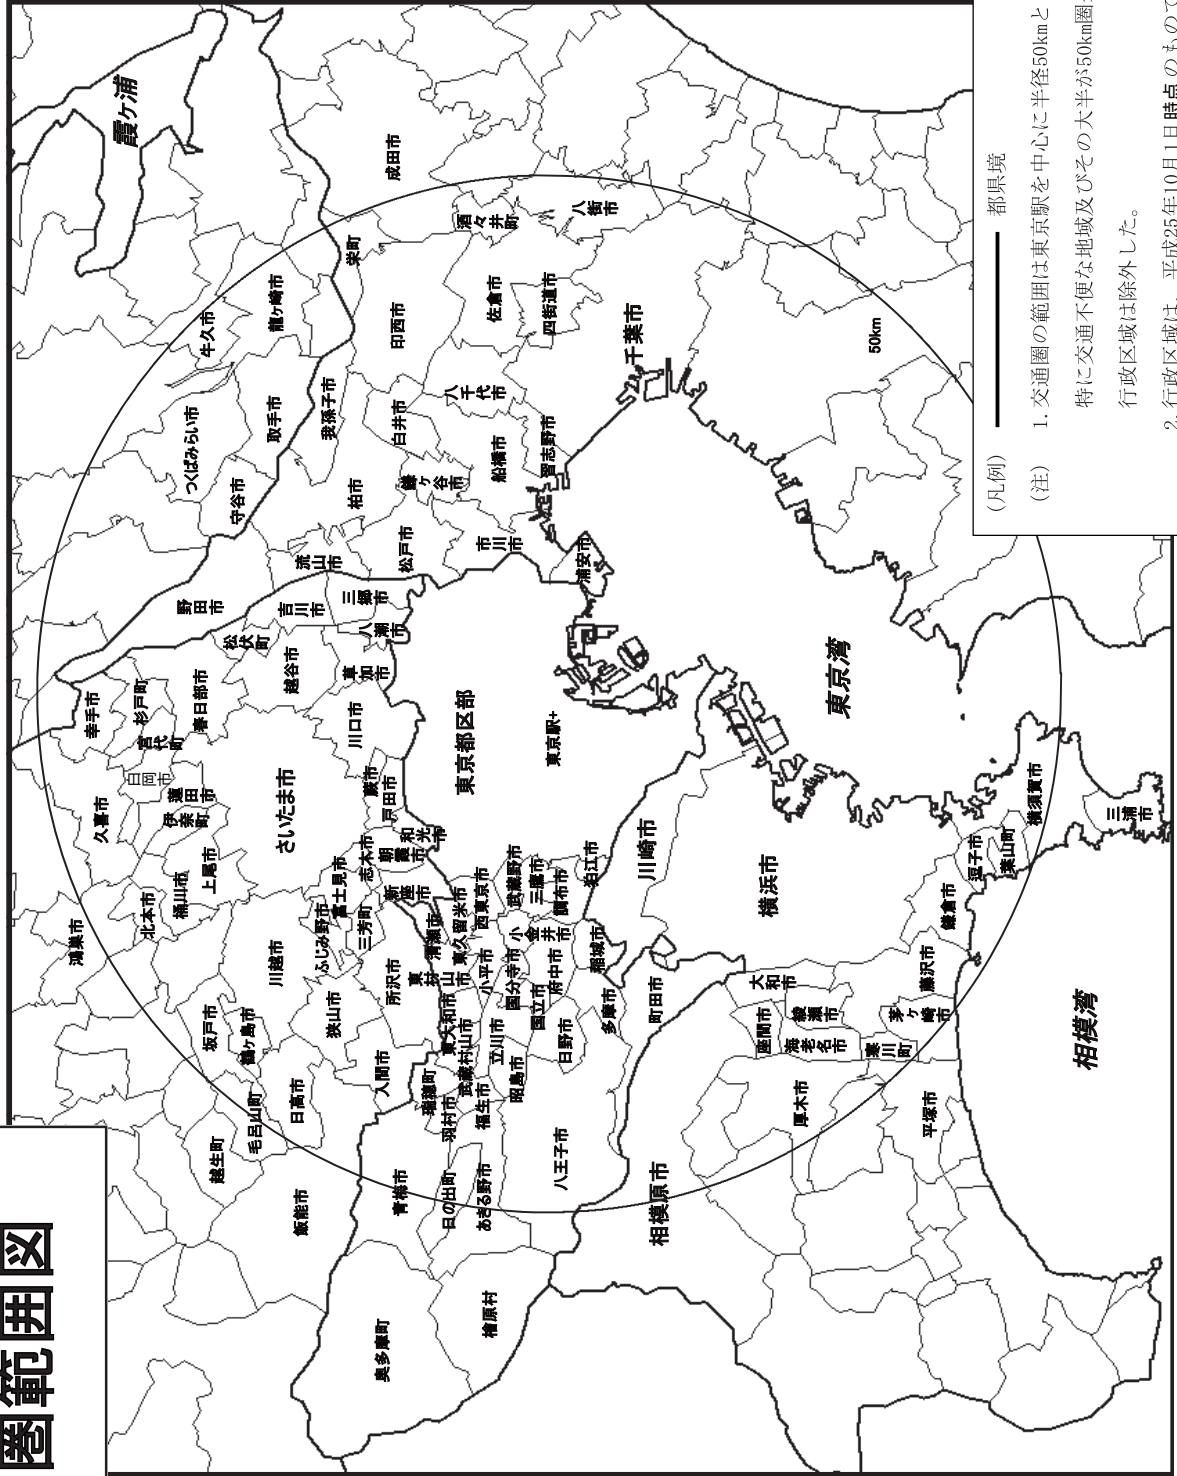 圏範囲図
霞ヶ浦
成田市
酒々井町
八街市
栄町
牛久市
龍ヶ崎市
印西市
佐倉市
四街道市
千葉市
50km
つくばみらい市
取手市
我孫子市
白井市
八千代市
守谷市
柏市
鎌ヶ谷市
船橋市
習志野市
流山市
松戸市
市川市
浦安市
野田市
吉川市
三郷市
松伏町
八潮市
越谷市
草加市
幸手市
杉戸町
宮代町
春日部市
川口市
東京都区部
東京駅+
東京湾
白岡市
蓮田市
久喜市
伊奈町
さいたま市
蕨市
戸田市
上尾市
桶川市
北本市
鴻巣市
志木市
朝霞市
和光市
富士見市
新座市
ふじみ野市
三芳町
川越市
所沢市
清瀬市
東久留米市
西東京市
武蔵野市
三鷹市
調布市
狛江市
川崎市
横浜市
東村山市
小平市
小金井市
国分寺市
府中市
稲城市
坂戸市
鶴ヶ島市
狭山市
東大和市
武蔵村山市
立川市
国立市
日野市
多摩市
町田市
入間市
瑞穂町
羽村市
福生市
昭島市
日高市
毛呂山町
越生町
飯能市
青梅市
日の出町
あきる野市
八王子市
相模原市
奥多摩町
檜原村
大和市
座間市
綾瀬市
海老名市
厚木市
藤沢市
茅ヶ崎市
寒川町
平塚市
鎌倉市
逗子市
葉山町
横須賀市
三浦市
相模湾
(凡例) 都県境
(注) 1. 交通圏の範囲は東京駅を中心に半径50kmと
特に交通不便な地域及びその大半が50km圏
行政区域は除外した。
2. 行政区域は、平成25年10月1日時点のもので